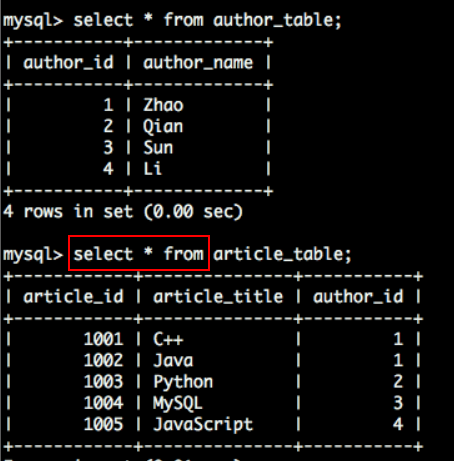 mysql> select * from author_table;
+-----------+-------------+
| author_id | author_name |
+-----------+-------------+
| 1 | Zhao |
| 2 | Qian |
| 3 | Sun |
| 4 | Li |
+-----------+-------------+
4 rows in set (0.00 sec)
mysql> select * from article_table;
+------------+---------------+-----------+
| article_id | article_title | author_id |
+------------+---------------+-----------+
| 1001 | C++ | 1 |
| 1002 | Java | 1 |
| 1003 | Python | 2 |
| 1004 | MySQL | 3 |
| 1005 | JavaScript | 4 |
+------------+---------------+-----------+